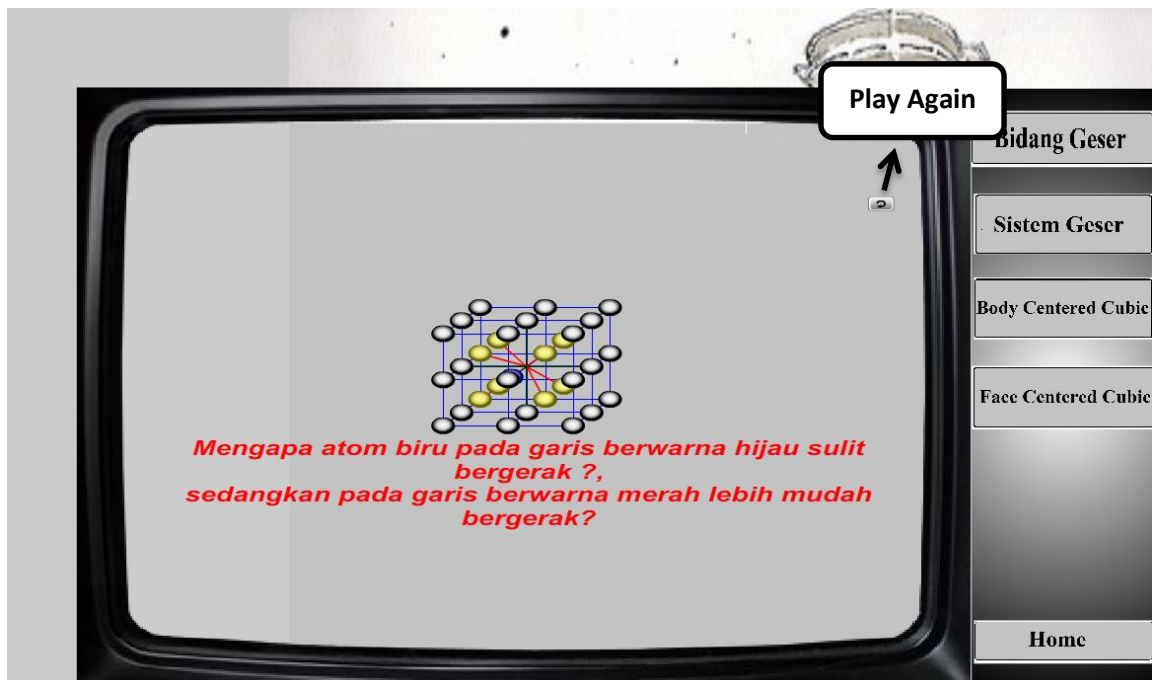 Play Again
Bidang Geser
Sistem Geser
Body Centered Cubic
Face Centered Cubic
Mengapa atom biru pada garis berwarna hijau sulit
bergerak ?,
sedangkan pada garis berwarna merah lebih mudah
bergerak?
Home